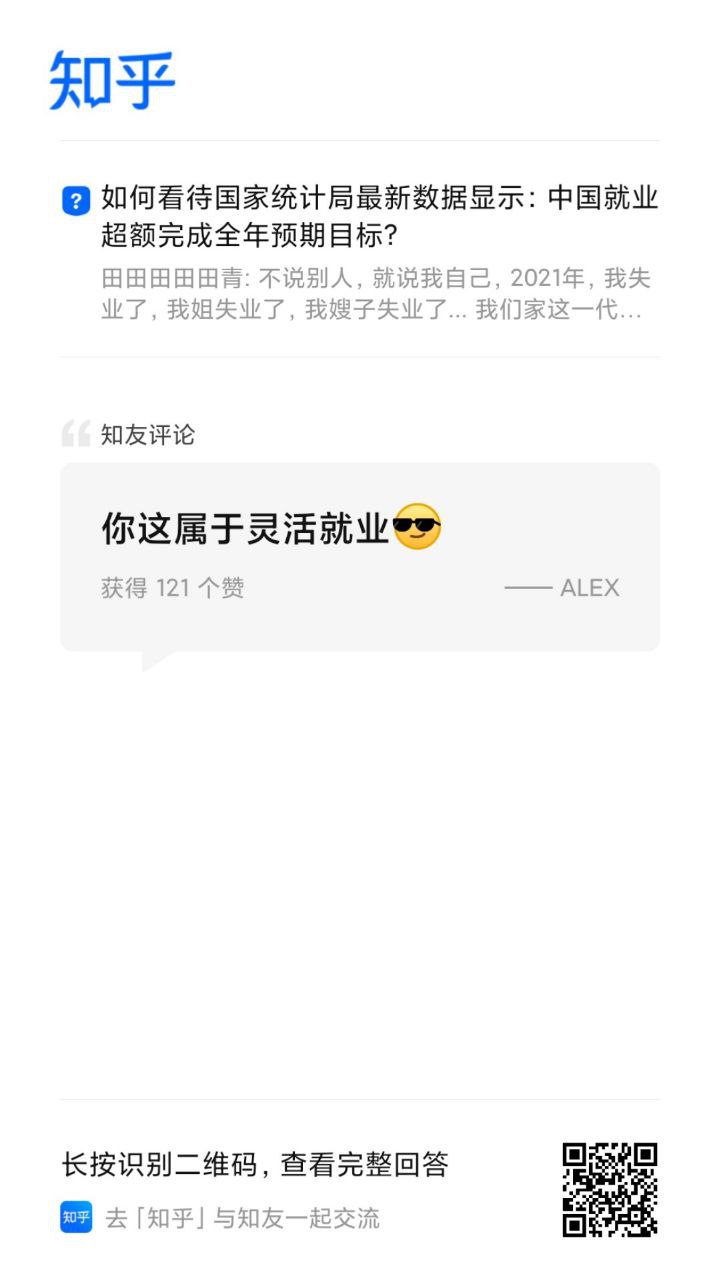 知乎
如何看待国家统计局最新数据显示：中国就业
超额完成全年预期目标？
田田田田田青: 不说别人，就说我自己，2021年，我失
业了，我姐失业了，我嫂子失业了... 我们家这一代...
知友评论
你这属于灵活就业😎
获得 121 个赞
—— ALEX
长按识别二维码，查看完整回答
知乎
去「知乎」与知友一起交流